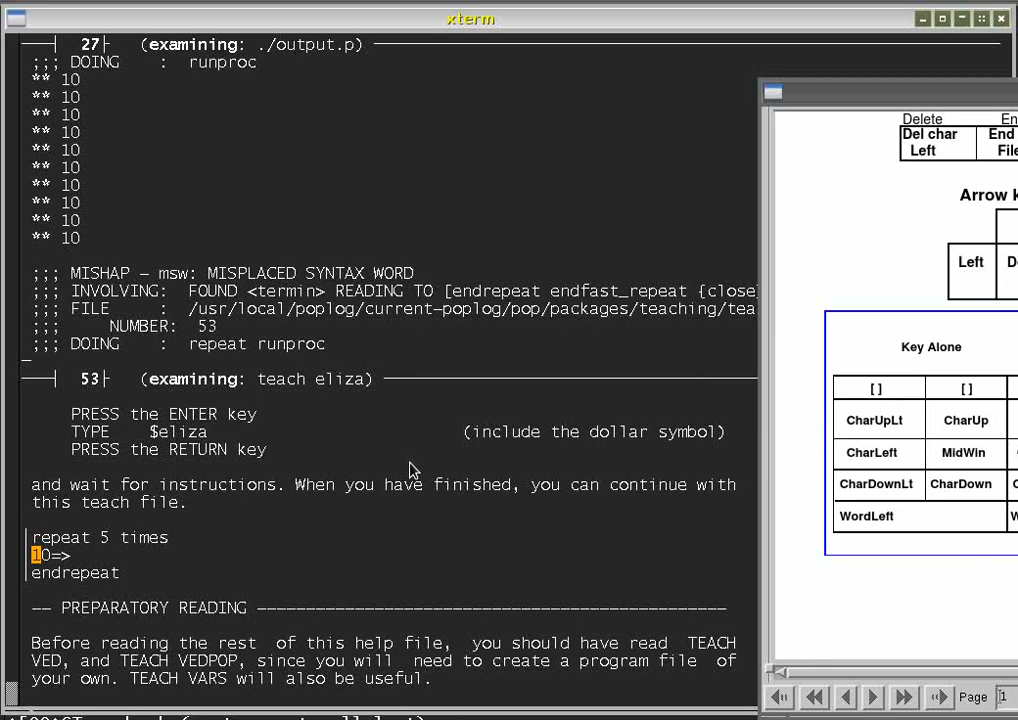 xterm
27 (examining: ./output.p)
;;; DOING : runproc
** 10
** 10
** 10
** 10
** 10
** 10
** 10
** 10
** 10
** 10
;;; MISHAP - msw: MISPLACED SYNTAX WORD
;;; INVOLVING: FOUND <termin> READING TO [endrepeat endfast_repeat {close
;;; FILE : /usr/local/poplog/current-poplog/pop/packages/teaching/tea
;;; NUMBER: 53
;;; DOING : repeat runproc
53 (examining: teach eliza)
PRESS the ENTER key
TYPE $eliza (include the dollar symbol)
PRESS the RETURN key
and wait for instructions. When you have finished, you can continue with
this teach file.
repeat 5 times
10=>
endrepeat
-- PREPARATORY READING -----------------------------------------------
Before reading the rest of this help file, you should have read TEACH
VED, and TEACH VEDPOP, since you will need to create a program file of
your own. TEACH VARS will also be useful.
Delete En
Del char End
Left File
Arrow k
Left D
Key Alone
[ ] [ ]
CharUpLt CharUp
CharLeft MidWin
CharDownLt CharDown
WordLeft W
Page 1